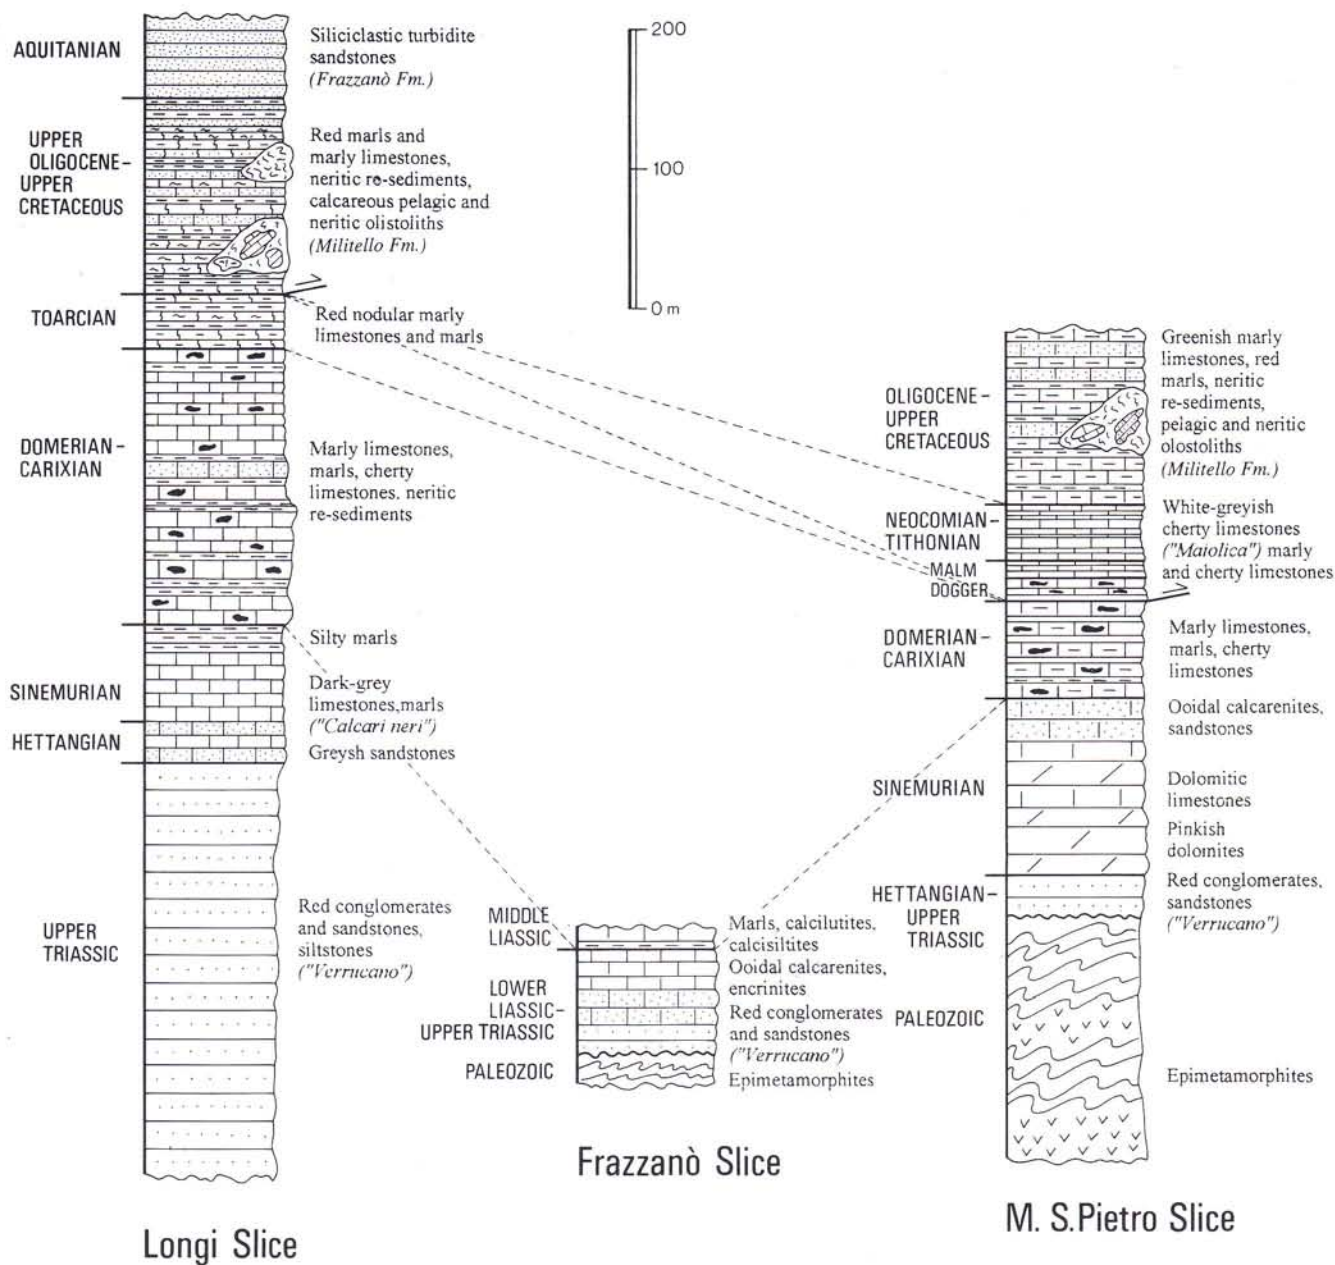 AQUITANIAN
Siliciclastic turbidite
sandstones
(Frazzanò Fm.)
UPPER
OLIGOCENE-
UPPER
CRETACEOUS
Red marls and
marly limestones,
neritic re-sediments,
calcareous pelagic and
neritic olistoliths
(Militello Fm.)
TOARCIAN
Red nodular marly
limestones and marls
DOMERIAN-
CARIXIAN
Marly limestones,
marls, cherty
limestones. neritic
re-sediments
Silty marls
SINEMURIAN
Dark-grey
limestones,marls
("Calcari neri")
HETTANGIAN
Greysh sandstones
UPPER
TRIASSIC
Red conglomerates
and sandstones,
siltstones
("Verrucano")
Longi Slice
200
100
0 m
MIDDLE
LIASSIC
Marls, calcilutites,
calcisiltites
LOWER
LIASSIC-
UPPER TRIASSIC
Ooidal calcarenites,
encrinites
Red conglomerates
and sandstones
("Verrucano")
PALEOZOIC
Epimetamorphites
Frazzanò Slice
OLIGOCENE-
UPPER
CRETACEOUS
Greenish marly
limestones, red
marls, neritic
re-sediments,
pelagic and neritic
olostoliths
(Militello Fm.)
NEOCOMIAN-
TITHONIAN
White-greyish
cherty limestones
("Maiolica") marly
and cherty limestones
MALM
DOGGER
DOMERIAN-
CARIXIAN
Marly limestones,
marls, cherty
limestones
Ooidal calcarenites,
sandstones
SINEMURIAN
Dolomitic
limestones
Pinkish
dolomites
HETTANGIAN-
UPPER
TRIASSIC
Red conglomerates,
sandstones
("Verrucano")
PALEOZOIC
Epimetamorphites
M. S.Pietro Slice